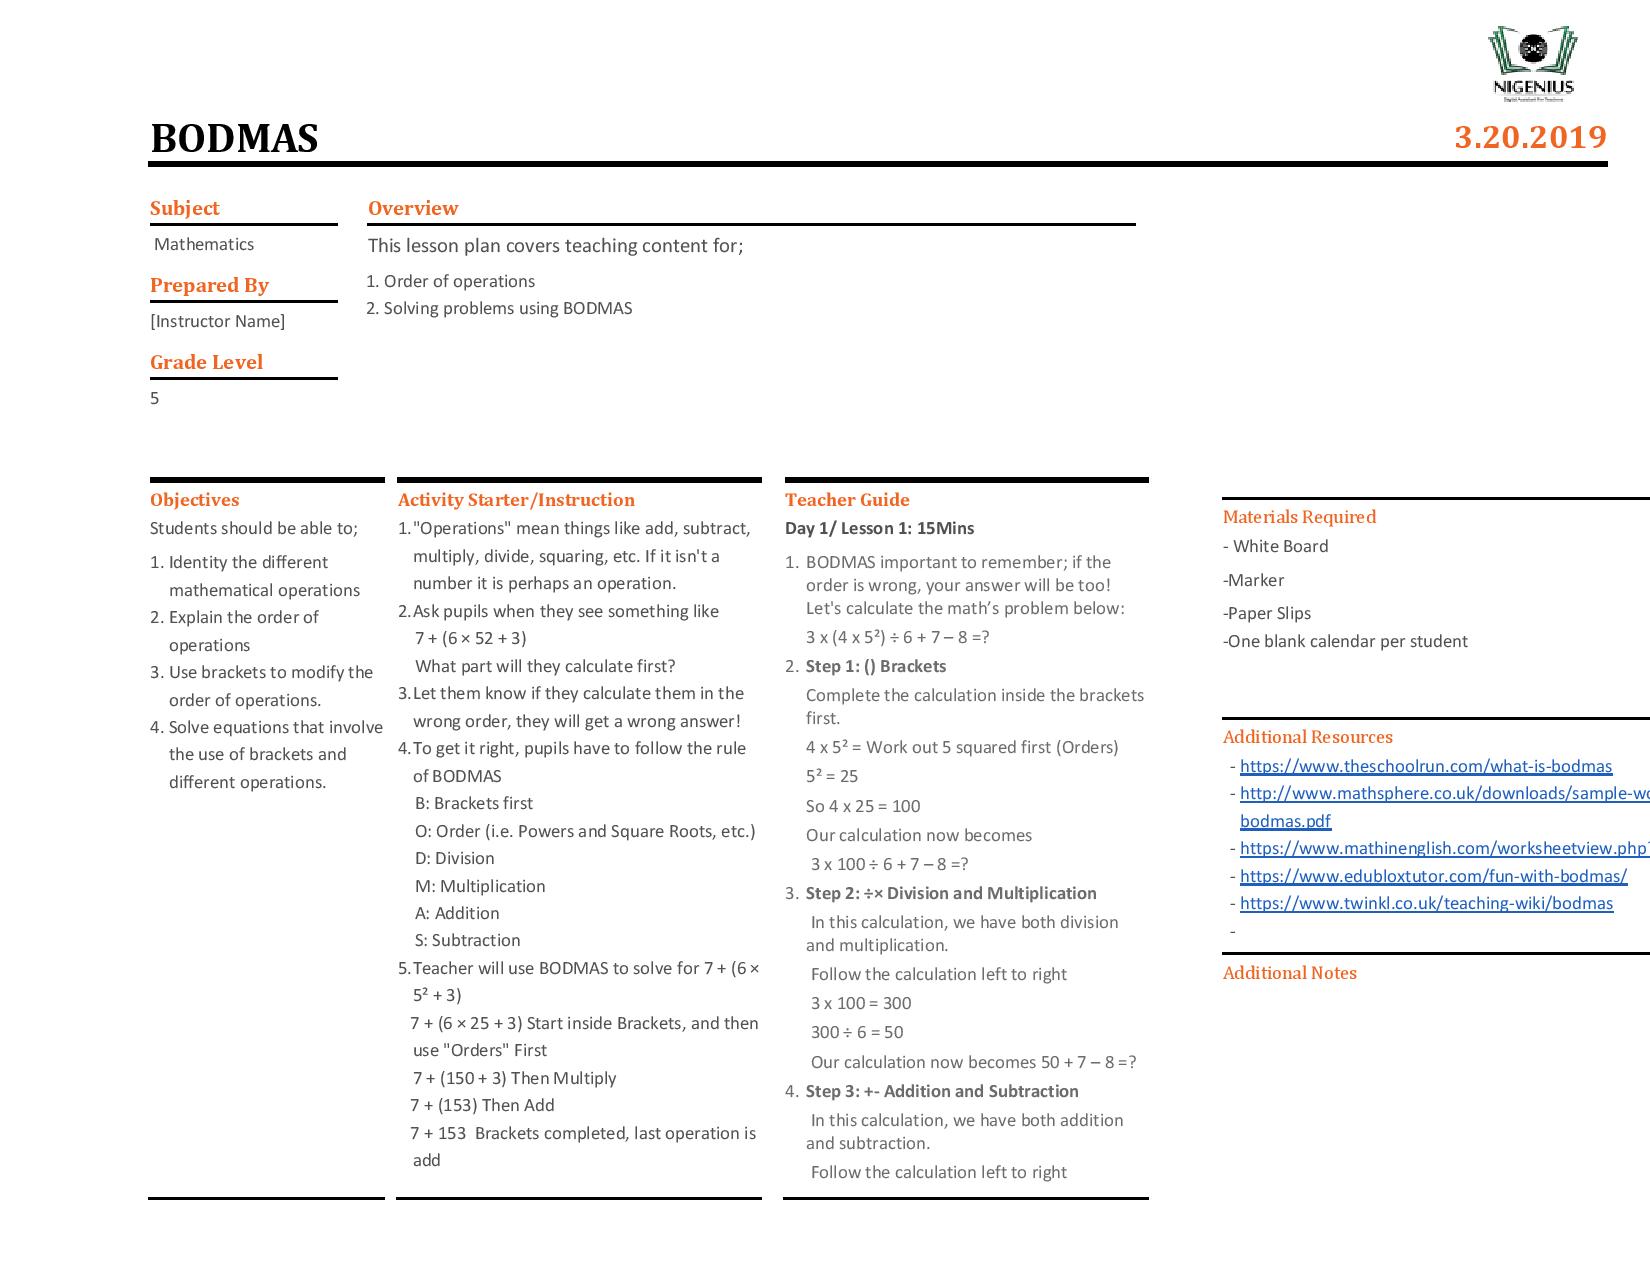 NIGENIUS
Digital Assistant For Teachers
BODMAS
3.20.2019
Subject
Mathematics
Prepared By
[Instructor Name]
Grade Level
5
Overview
This lesson plan covers teaching content for;
1. Order of operations
2. Solving problems using BODMAS
Objectives
Students should be able to;
1. Identity the different
mathematical operations
2. Explain the order of
operations
3. Use brackets to modify the
order of operations.
4. Solve equations that involve
the use of brackets and
different operations.
Activity Starter/Instruction
1."Operations" mean things like add, subtract,
multiply, divide, squaring, etc. If it isn't a
number it is perhaps an operation.
2.Ask pupils when they see something like
7 + (6 × 52 + 3)
What part will they calculate first?
3.Let them know if they calculate them in the
wrong order, they will get a wrong answer!
4.To get it right, pupils have to follow the rule
of BODMAS
B: Brackets first
O: Order (i.e. Powers and Square Roots, etc.)
D: Division
M: Multiplication
A: Addition
S: Subtraction
5.Teacher will use BODMAS to solve for 7 + (6 ×
5² + 3)
7 + (6 × 25 + 3) Start inside Brackets, and then
use "Orders" First
7 + (150 + 3) Then Multiply
7 + (153) Then Add
7 + 153 Brackets completed, last operation is
add
Teacher Guide
Day 1/ Lesson 1: 15Mins
1. BODMAS important to remember; if the
order is wrong, your answer will be too!
Let's calculate the math’s problem below:
3 x (4 x 5²) ÷ 6 + 7 – 8 =?
2. Step 1: () Brackets
Complete the calculation inside the brackets
first.
4 x 5² = Work out 5 squared first (Orders)
5² = 25
So 4 x 25 = 100
Our calculation now becomes
3 x 100 ÷ 6 + 7 – 8 =?
3. Step 2: ÷× Division and Multiplication
In this calculation, we have both division
and multiplication.
Follow the calculation left to right
3 x 100 = 300
300 ÷ 6 = 50
Our calculation now becomes 50 + 7 – 8 =?
4. Step 3: +- Addition and Subtraction
In this calculation, we have both addition
and subtraction.
Follow the calculation left to right
Materials Required
- White Board
-Marker
-Paper Slips
-One blank calendar per student
Additional Resources
- https://www.theschoolrun.com/what-is-bodmas
- http://www.mathsphere.co.uk/downloads/sample-wo
bodmas.pdf
- https://www.mathinenglish.com/worksheetview.php?
- https://www.edubloxtutor.com/fun-with-bodmas/
- https://www.twinkl.co.uk/teaching-wiki/bodmas
-
Additional Notes